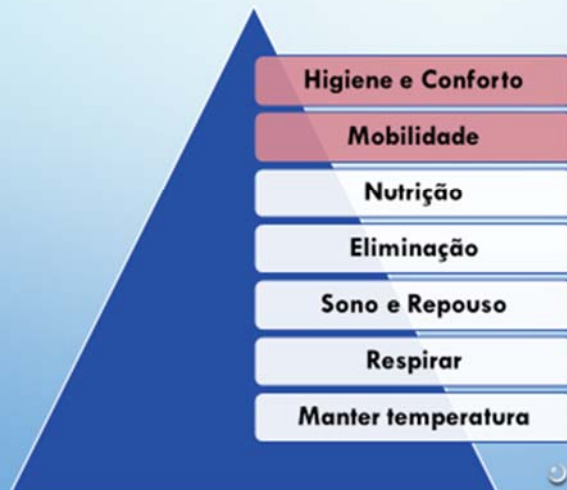 Higiene e Conforto
Mobilidade
Nutrição
Eliminação
Sono e Repouso
Respirar
Manter temperatura